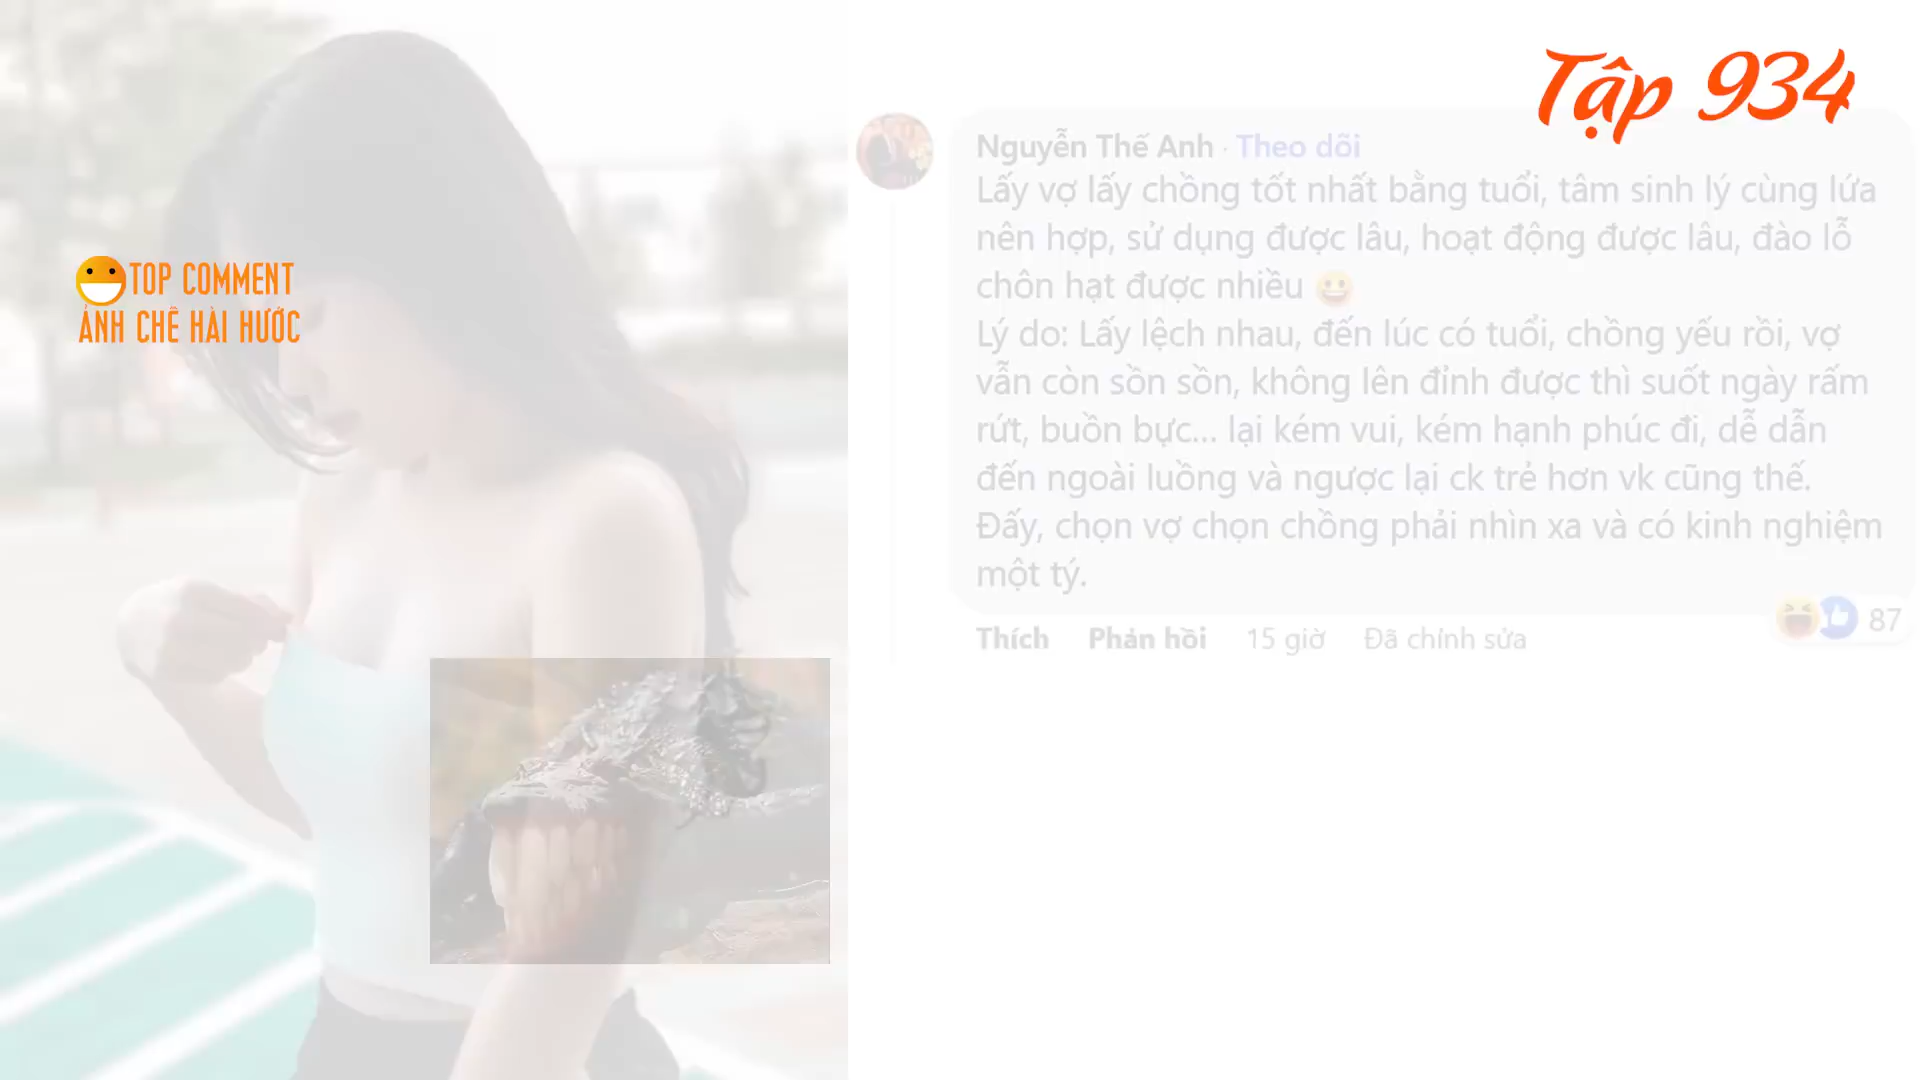 Tập 934
TOP COMMENT
ẢNH CHẾ HÀI HƯỚC
Nguyễn Thế Anh · Theo dõi
Lấy vợ lấy chồng tốt nhất bằng tuổi, tâm sinh lý cùng lứa
nên hợp, sử dụng được lâu, hoạt động được lâu, đào lỗ
chôn hạt được nhiều 😀
Lý do: Lấy lệch nhau, đến lúc có tuổi, chồng yếu rồi, vợ
vẫn còn sồn sồn, không lên đỉnh được thì suốt ngày rấm
rứt, buồn bực... lại kém vui, kém hạnh phúc đi, dễ dẫn
đến ngoài luồng và ngược lại ck trẻ hơn vk cũng thế.
Đấy, chọn vợ chọn chồng phải nhìn xa và có kinh nghiệm
một tý.
87
Thích Phản hồi 15 giờ Đã chỉnh sửa